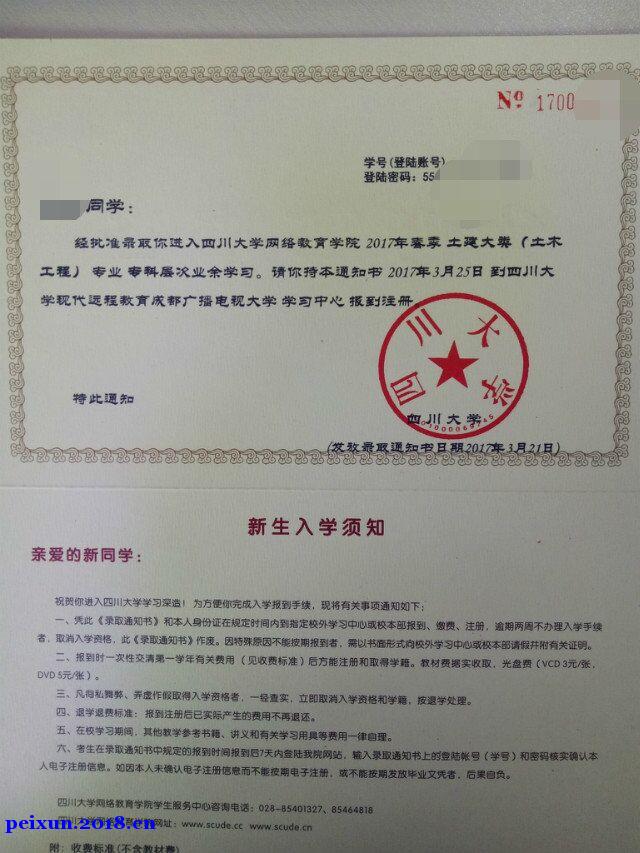 № 1700
学号(登陆账号)
登陆密码：55
同学：
经批准录取你进入四川大学网络教育学院 2017年春季 土建大类（土木
工程）专业 专科层次业余学习。请你持本通知书 2017年3月25日 到四川大
学现代远程教育成都广播电视大学 学习中心 报到注册。
特此通知
四川大学
四川大学
(发放录取通知书日期2017年3月21日)
新生入学须知
亲爱的新同学：
祝贺你进入四川大学学习深造！为方便你完成入学报到手续，现将有关事项通知如下：
一、凭此《录取通知书》和本人身份证在规定时间内到指定校外学习中心或校本部报到、缴费、注册，逾期两周不办理入学手续
者，取消入学资格，此《录取通知书》作废。因特殊原因不能按期报到者，需以书面形式向校外学习中心或校本部请假并附有关证明。
二、报到时一次性交清第一学年有关费用（见收费标准）后方能注册和取得学籍。教材费据实收取，光盘费（VCD 3元/张，
DVD 5元/张）。
三、凡徇私舞弊、弄虚作假取得入学资格者，一经查实，立即取消入学资格和学籍，按退学处理。
四、退学退费标准：报到注册后已实际产生的费用不再退还。
五、在校学习期间，其他教学参考书籍、讲义和有关学习用具等费用一律自理。
六、考生在录取通知书中规定的报到时间报到后7天内登陆我院网站，输入录取通知书上的登陆帐号（学号）和密码核实确认本
人电子注册信息。如因本人未确认电子注册信息而不能按期电子注册，或不能按期发放毕业文凭者，后果自负。
四川大学网络教育学院学生服务中心咨询电话：028-85401327、85464818
四川大学网络教育学院网址：www.scude.cc www.scude.cn
peixun.2018.cn
附：收费标准(不含教材费)